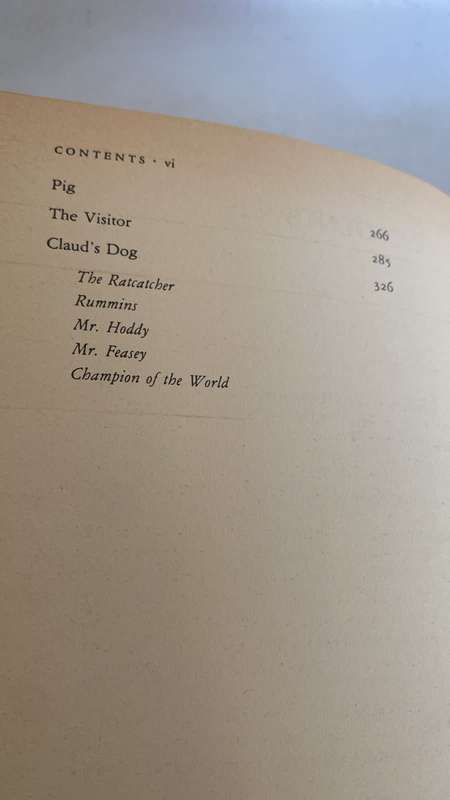 CONTENTS · vi
Pig 266
The Visitor 285
Claud's Dog 326
The Ratcatcher
Rummins
Mr. Hoddy
Mr. Feasey
Champion of the World